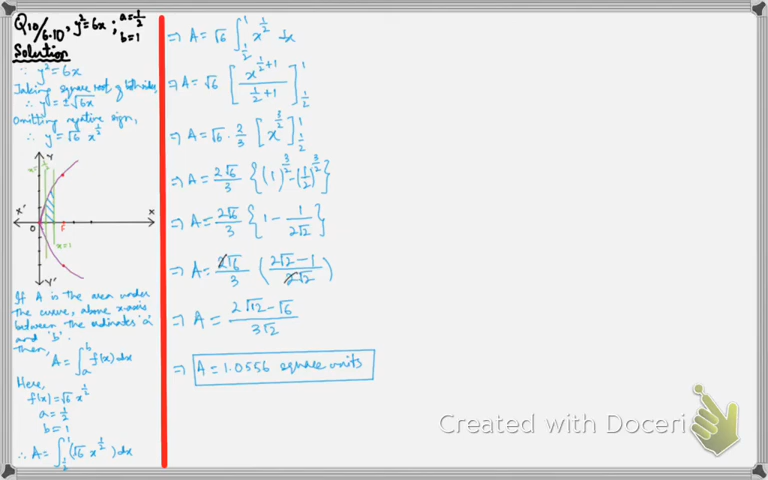 Q10/6.10, y²=6x ; a=½
b=1
Solution
∵ y²=6x
Taking square root of both sides,
∴ y=±√6x
Omitting negative sign,
∴ y=√6 x^½
Y
X' O F X
x=1
Y'
If A is the area under
the curve, above x-axis
between the ordinates 'a'
and 'b'.
then,
A = ∫ₐᵇ f(x) dx
Here,
f(x)=√6 x^½
a=½
b=1
∴ A = ∫_½^1 (√6 x^½) dx
⇒ A = √6 ∫_½^1 x^½ dx
⇒ A = √6 [x^(½+1)/(½+1)]_½^1
⇒ A = √6 · 2/3 [x^(3/2)]_½^1
⇒ A = 2√6/3 {(1)^(3/2) - (½)^(3/2)}
⇒ A = 2√6/3 {1 - 1/2√2}
⇒ A = 2√6/3 (2√2-1/2√2)
⇒ A = 2√12-√6/3√2
⇒ A = 1.0556 square units
Created with Doceri